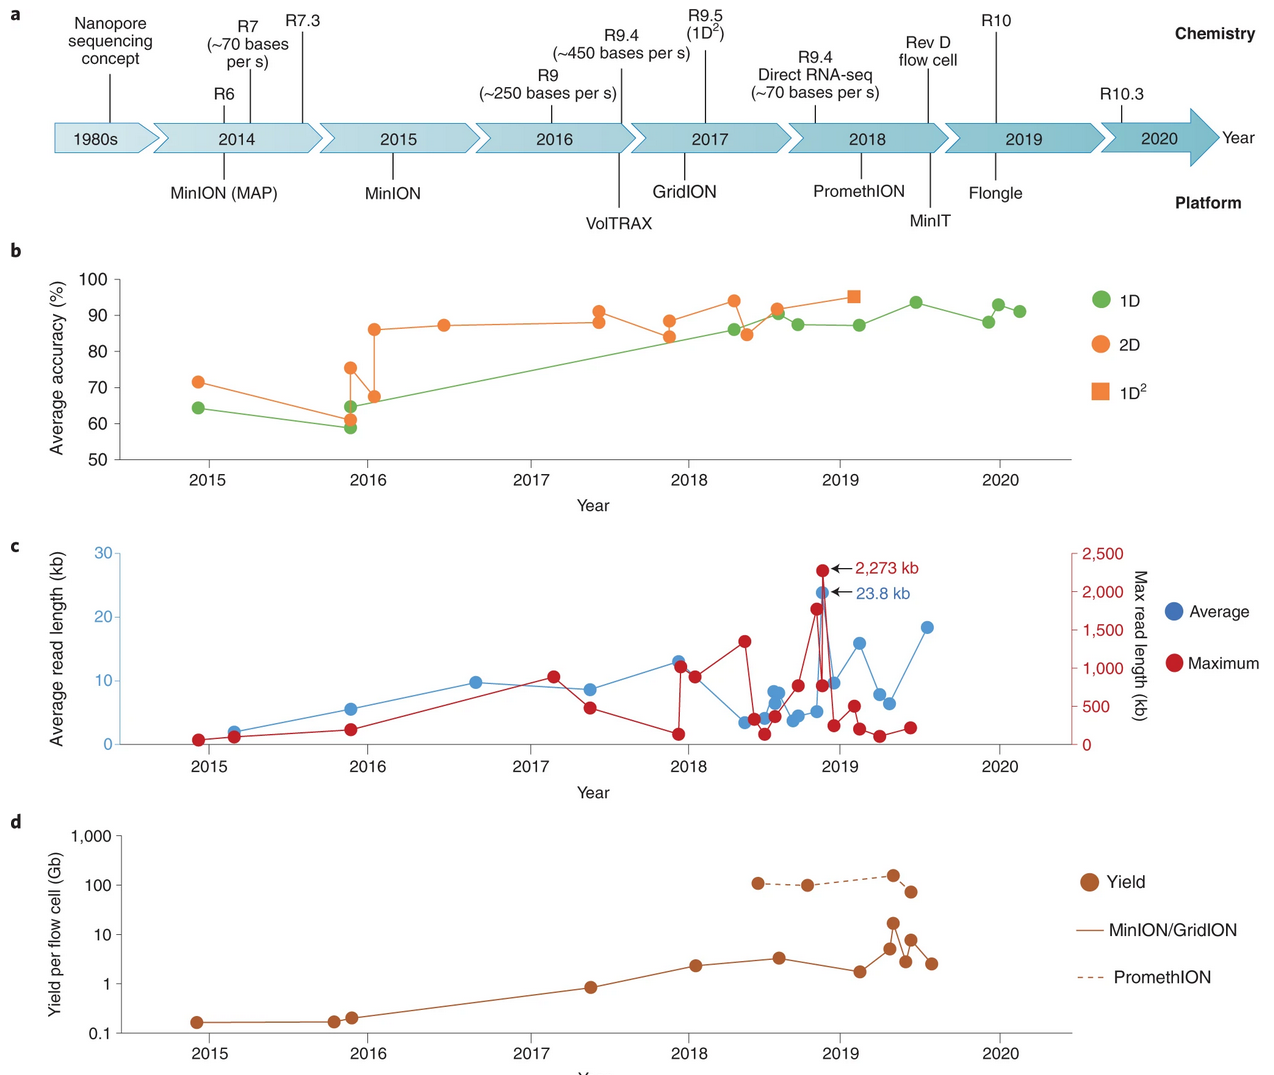 a
Nanopore
sequencing
concept
R6
R7
(~70 bases
per s)
R7.3
R9
(~250 bases per s)
R9.4
(~450 bases per s)
R9.5
(1D²)
R9.4
Direct RNA-seq
(~70 bases per s)
Rev D
flow cell
R10
R10.3
Chemistry
1980s
2014
2015
2016
2017
2018
2019
2020
Year
MinION (MAP)
MinION
VolTRAX
GridION
PromethION
MinIT
Flongle
Platform
b
Average accuracy (%)
100
90
80
70
60
50
2015
2016
2017
2018
2019
2020
Year
1D
2D
1D²
c
Average read length (kb)
30
20
10
0
2,273 kb
23.8 kb
2,500
2,000
1,500
1,000
500
0
Max read length (kb)
2015
2016
2017
2018
2019
2020
Year
Average
Maximum
d
Yield per flow cell (Gb)
1,000
100
10
1
0.1
2015
2016
2017
2018
2019
2020
Yield
MinION/GridION
PromethION